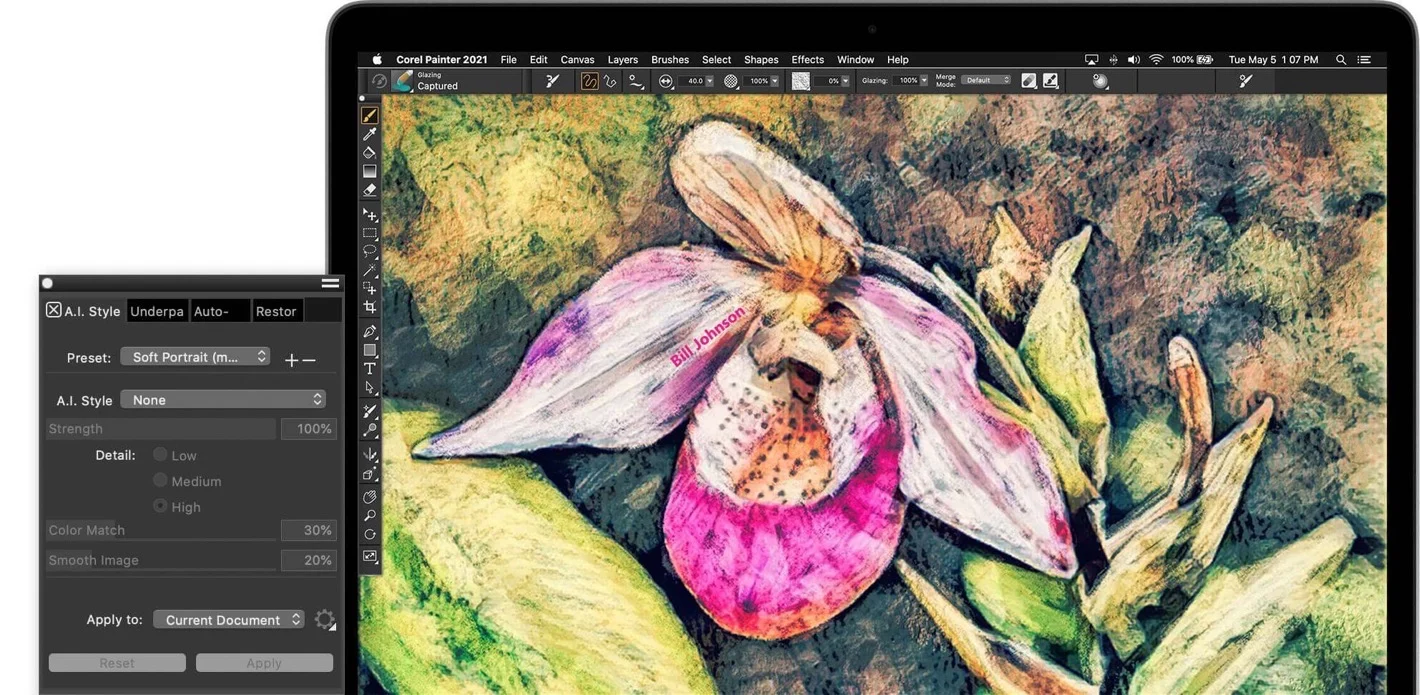 Corel Painter 2021 File Edit Canvas Layers Brushes Select Shapes Effects Window Help 100% Tue May 5 1:07 PM
Glazing
Captured
40.0 100% 0% Glazing: 100% Merge Mode: Default
Bill Johnson
A.I. Style Underpa Auto- Restor
Preset: Soft Portrait (m...
A.I. Style None
Strength 100%
Detail: Low
Medium
High
Color Match 30%
Smooth Image 20%
Apply to: Current Document
Reset Apply